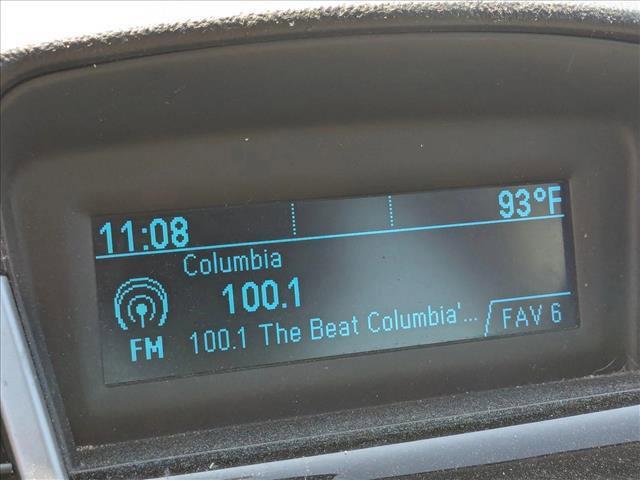 11:08 93°F
Columbia
100.1
FM 100.1 The Beat Columbia'... FAV 6